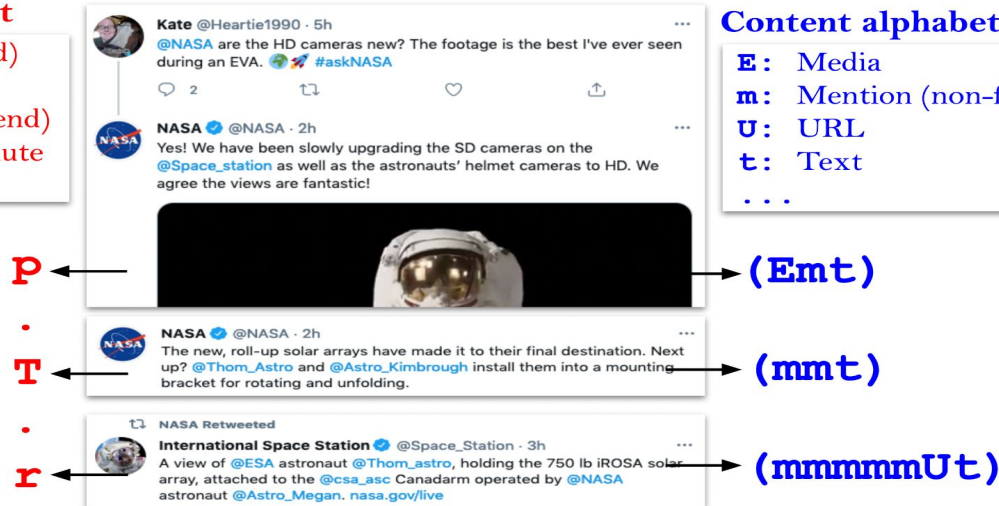 t
d)
end)
ute
Kate @Heartie1990 · 5h
@NASA are the HD cameras new? The footage is the best I've ever seen
during an EVA. 🌍🚀 #askNASA
2
NASA @NASA · 2h
Yes! We have been slowly upgrading the SD cameras on the
@Space_station as well as the astronauts' helmet cameras to HD. We
agree the views are fantastic!
Content alphabet
E: Media
m: Mention (non-f
U: URL
t: Text
...
p
(Emt)
.
NASA @NASA · 2h
The new, roll-up solar arrays have made it to their final destination. Next
up? @Thom_Astro and @Astro_Kimbrough install them into a mounting
bracket for rotating and unfolding.
T
(mmt)
.
NASA Retweeted
International Space Station @Space_Station · 3h
A view of @ESA astronaut @Thom_astro, holding the 750 lb iROSA solar
array, attached to the @csa_asc Canadarm operated by @NASA
astronaut @Astro_Megan. nasa.gov/live
r
(mmmmmUt)